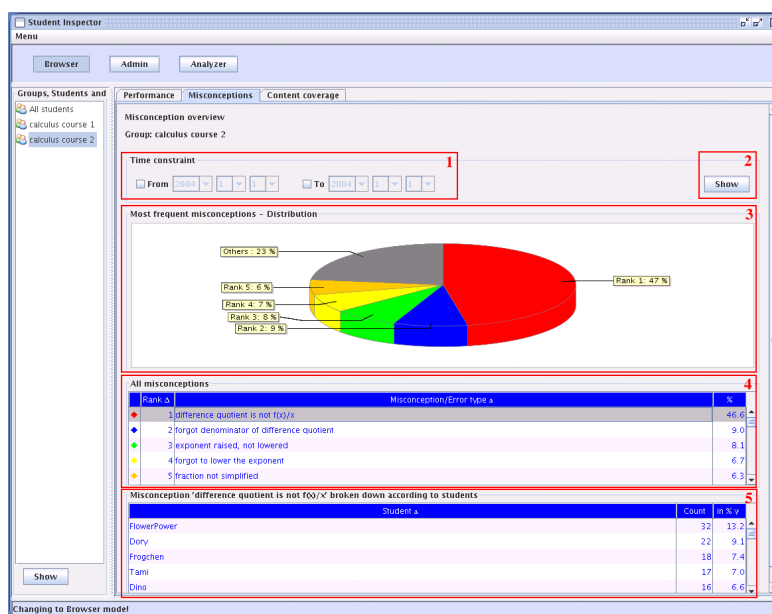 Student Inspector
Menu
Browser Admin Analyzer
Groups, Students and
All students
calculus course 1
calculus course 2
Show
Performance Misconceptions Content coverage
Misconception overview
Group: calculus course 2
Time constraint 1
From 2004 1 1 To 2004 1 1
2
Show
Most frequent misconceptions - Distribution 3
Others : 23 %
Rank 1: 47 %
Rank 5: 6 %
Rank 4: 7 %
Rank 3: 8 %
Rank 2: 9 %
All misconceptions 4
Rank Δ Misconception/Error type Δ %
1 difference quotient is not f(x)/x 46.6
2 forgot denominator of difference quotient 9.0
3 exponent raised, not lowered 8.1
4 forgot to lower the exponent 6.7
5 fraction not simplified 6.3
Misconception 'difference quotient is not f(x)/x' broken down according to students 5
Student Δ Count in % ∇
FlowerPower 32 13.2
Dory 22 9.1
Frogchen 18 7.4
Tami 17 7.0
Dino 16 6.6
Changing to Browser mode!